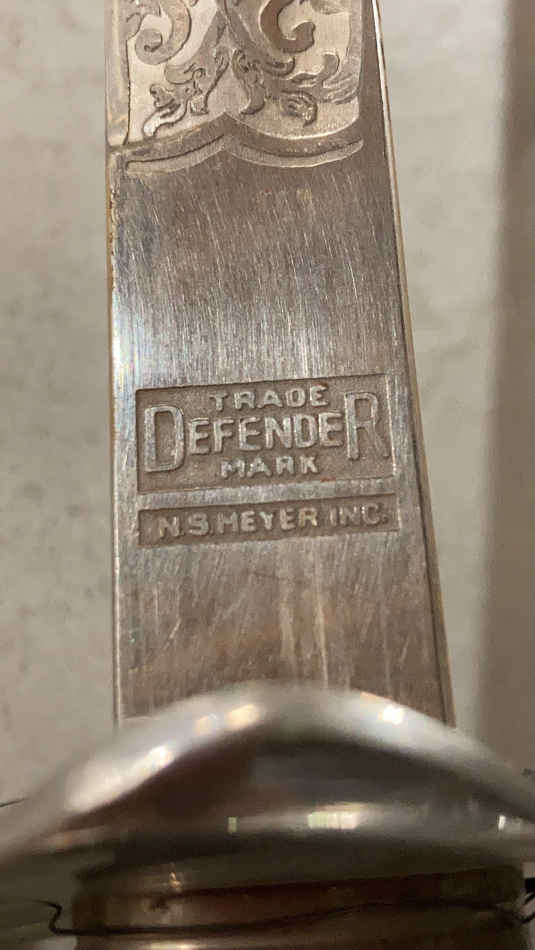 TRADE
DEFENDER
MARK
N.S. MEYER INC.